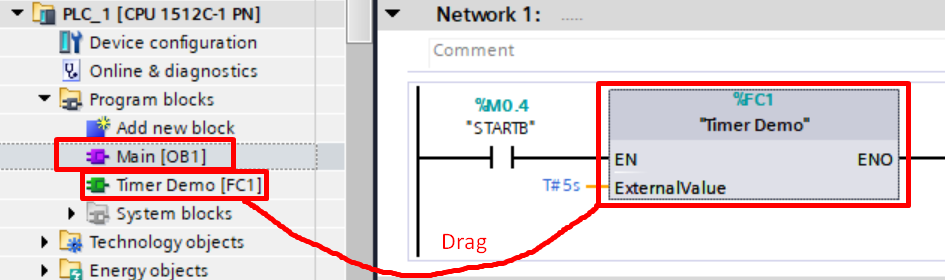 PLC_1 [CPU 1512C-1 PN]
Device configuration
Online & diagnostics
Program blocks
Add new block
Main [OB1]
Timer Demo [FC1]
System blocks
Technology objects
Energy objects
Network 1: .....
Comment
%M0.4
"STARTB"
%FC1
"Timer Demo"
EN
ENO
T#5s
ExternalValue
Drag